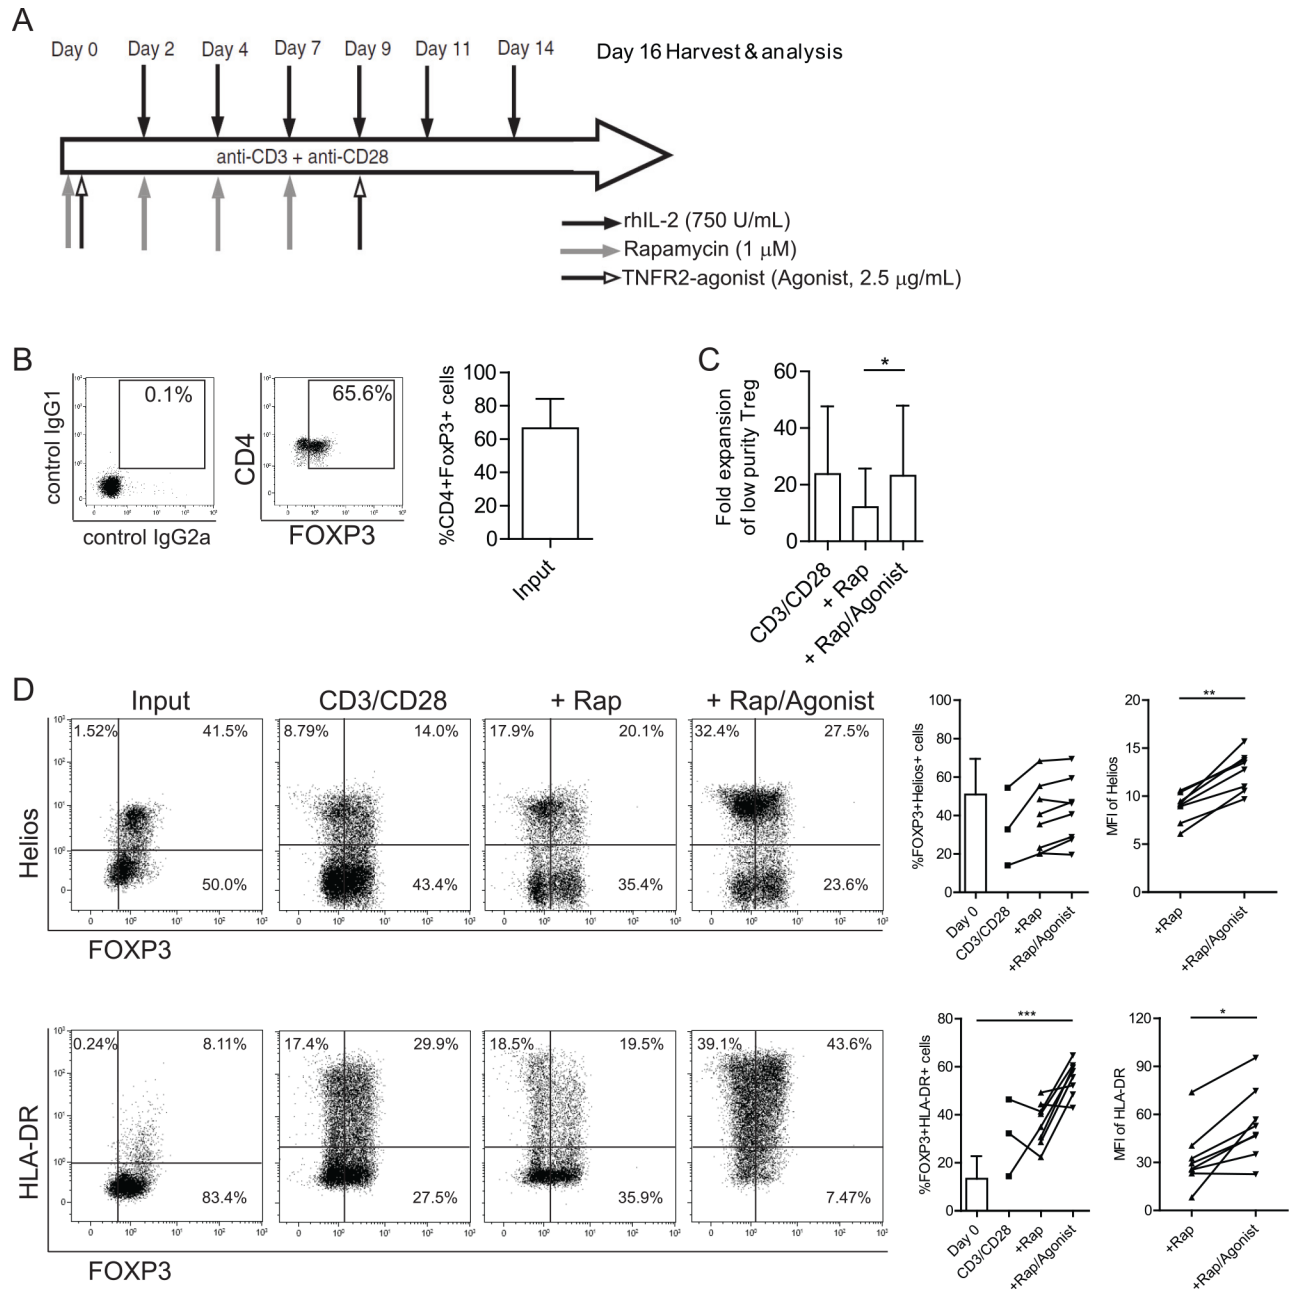 A
Day 0 Day 2 Day 4 Day 7 Day 9 Day 11 Day 14 Day 16 Harvest & analysis
anti-CD3 + anti-CD28
rhIL-2 (750 U/mL)
Rapamycin (1 μM)
TNFR2-agonist (Agonist, 2.5 μg/mL)
B
control IgG1
0.1%
control IgG2a
CD4
65.6%
FOXP3
%CD4+FoxP3+ cells
100
80
60
40
20
0
Input
C
Fold expansion
of low purity Treg
60
40
20
0
*
CD3/CD28
+ Rap
+ Rap/Agonist
D
Input CD3/CD28 + Rap + Rap/Agonist
Helios
1.52% 41.5% 8.79% 14.0% 17.9% 20.1% 32.4% 27.5%
50.0% 43.4% 35.4% 23.6%
FOXP3
%FOXP3+Helios+ cells
100
80
60
40
20
0
Day 0
CD3/CD28
+Rap
+Rap/Agonist
MFI of Helios
20
15
10
5
0
**
+Rap
+Rap/Agonist
HLA-DR
0.24% 8.11% 17.4% 29.9% 18.5% 19.5% 39.1% 43.6%
83.4% 27.5% 35.9% 7.47%
FOXP3
%FOXP3+HLA-DR+ cells
80
60
40
20
0
***
Day 0
CD3/CD28
+Rap
+Rap/Agonist
MFI of HLA-DR
120
90
60
30
0
*
+Rap
+Rap/Agonist